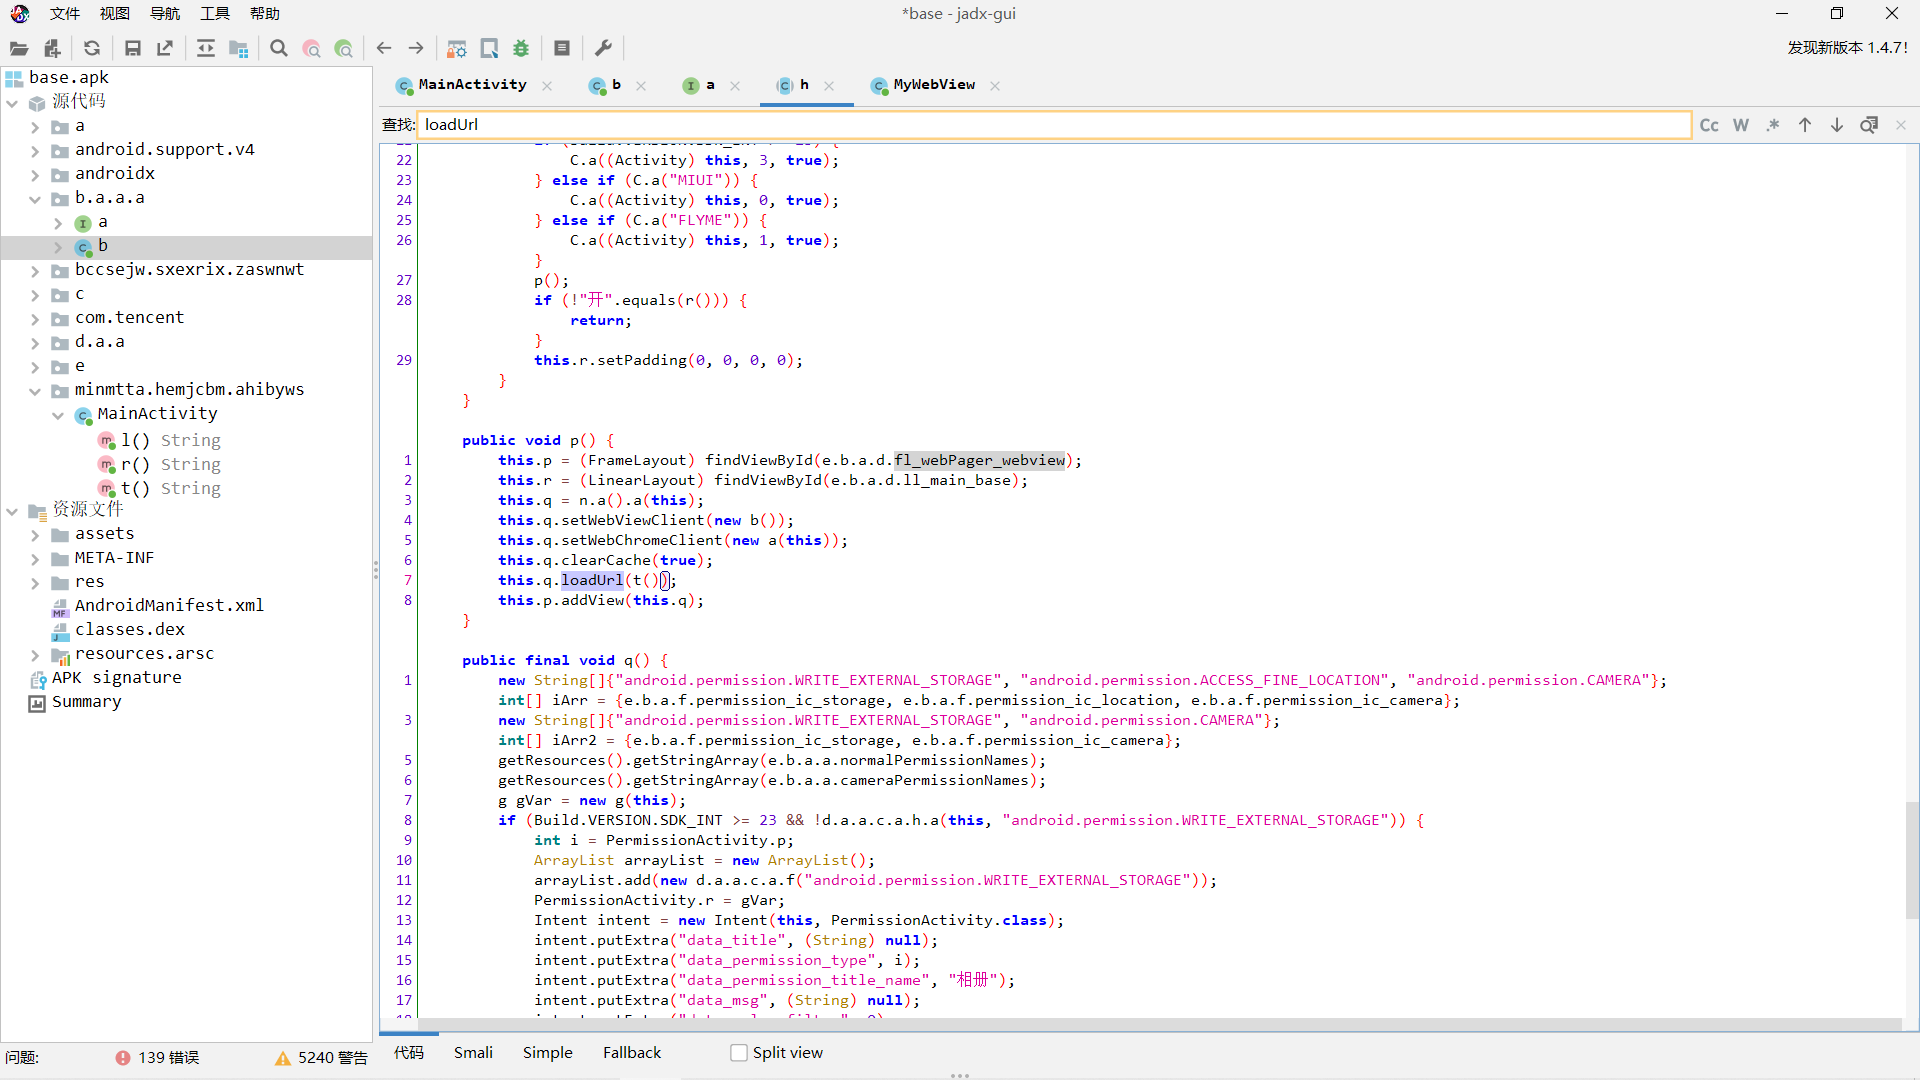 文件 视图 导航 工具 帮助
*base - jadx-gui
发现新版本 1.4.7!
base.apk
源代码
a
android.support.v4
androidx
b.a.a.a
a
b
bccsejw.sxexrix.zaswnwt
c
com.tencent
d.a.a
e
minmtta.hemjcbm.ahibyws
MainActivity
l() String
r() String
t() String
资源文件
assets
META-INF
res
AndroidManifest.xml
classes.dex
resources.arsc
APK signature
Summary
问题: 139 错误 5240 警告
MainActivity b a h MyWebView
查找: loadUrl Cc W .*
22 C.a((Activity) this, 3, true);
23 } else if (C.a("MIUI")) {
24 C.a((Activity) this, 0, true);
25 } else if (C.a("FLYME")) {
26 C.a((Activity) this, 1, true);
}
27 p();
28 if (!"开".equals(r())) {
return;
}
29 this.r.setPadding(0, 0, 0, 0);
}
}
public void p() {
1 this.p = (FrameLayout) findViewById(e.b.a.d.fl_webPager_webview);
2 this.r = (LinearLayout) findViewById(e.b.a.d.ll_main_base);
3 this.q = n.a().a(this);
4 this.q.setWebViewClient(new b());
5 this.q.setWebChromeClient(new a(this));
6 this.q.clearCache(true);
7 this.q.loadUrl(t());
8 this.p.addView(this.q);
}
public final void q() {
1 new String[]{"android.permission.WRITE_EXTERNAL_STORAGE", "android.permission.ACCESS_FINE_LOCATION", "android.permission.CAMERA"};
int[] iArr = {e.b.a.f.permission_ic_storage, e.b.a.f.permission_ic_location, e.b.a.f.permission_ic_camera};
3 new String[]{"android.permission.WRITE_EXTERNAL_STORAGE", "android.permission.CAMERA"};
int[] iArr2 = {e.b.a.f.permission_ic_storage, e.b.a.f.permission_ic_camera};
5 getResources().getStringArray(e.b.a.a.normalPermissionNames);
6 getResources().getStringArray(e.b.a.a.cameraPermissionNames);
7 g gVar = new g(this);
8 if (Build.VERSION.SDK_INT >= 23 && !d.a.a.c.a.h.a(this, "android.permission.WRITE_EXTERNAL_STORAGE")) {
9 int i = PermissionActivity.p;
10 ArrayList arrayList = new ArrayList();
11 arrayList.add(new d.a.a.c.a.f("android.permission.WRITE_EXTERNAL_STORAGE"));
12 PermissionActivity.r = gVar;
13 Intent intent = new Intent(this, PermissionActivity.class);
14 intent.putExtra("data_title", (String) null);
15 intent.putExtra("data_permission_type", i);
16 intent.putExtra("data_permission_title_name", "相册");
17 intent.putExtra("data_msg", (String) null);
代码 Smali Simple Fallback Split view